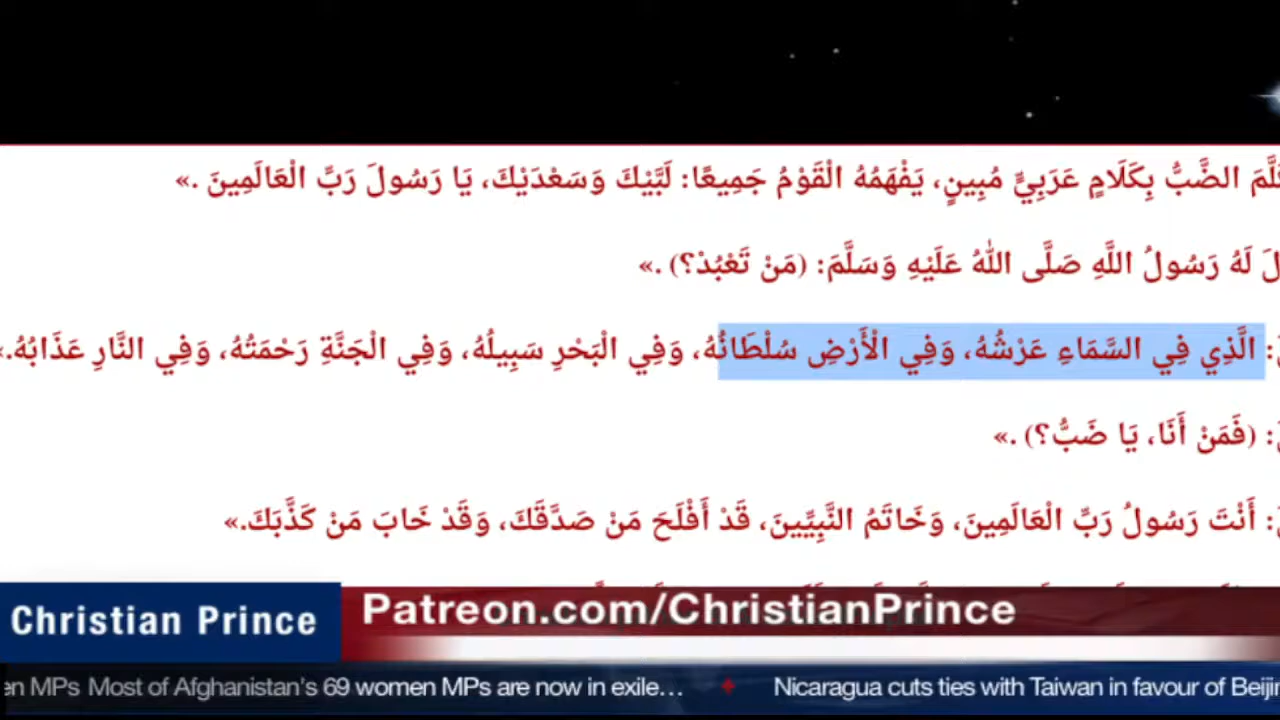 الضَّبُّ بِكَلَامٍ عَرَبِيٍّ مُبِينٍ، يَفْهَمُهُ الْقَوْمُ جَمِيعًا: لَبَّيْكَ وَسَعْدَيْكَ، يَا رَسُولَ رَبِّ الْعَالَمِينَ .»
لَهُ رَسُولُ اللَّهِ صَلَّى اللهُ عَلَيْهِ وَسَلَّمَ: (مَنْ تَعْبُدْ؟) .»
: الَّذِي فِي السَّمَاءِ عَرْشُهُ، وَفِي الْأَرْضِ سُلْطَانُهُ، وَفِي الْبَحْرِ سَبِيلُهُ، وَفِي الْجَنَّةِ رَحْمَتُهُ، وَفِي النَّارِ عَذَابُهُ.»
: (فَمَنْ أَنَا، يَا ضَبُّ؟) .»
: أَنْتَ رَسُولُ رَبِّ الْعَالَمِينَ، وَخَاتَمُ النَّبِيِّينَ، قَدْ أَفْلَحَ مَنْ صَدَّقَكَ، وَقَدْ خَابَ مَنْ كَذَّبَكَ.»
Christian Prince
Patreon.com/ChristianPrince
en MPs Most of Afghanistan's 69 women MPs are now in exile… Nicaragua cuts ties with Taiwan in favour of Beijin